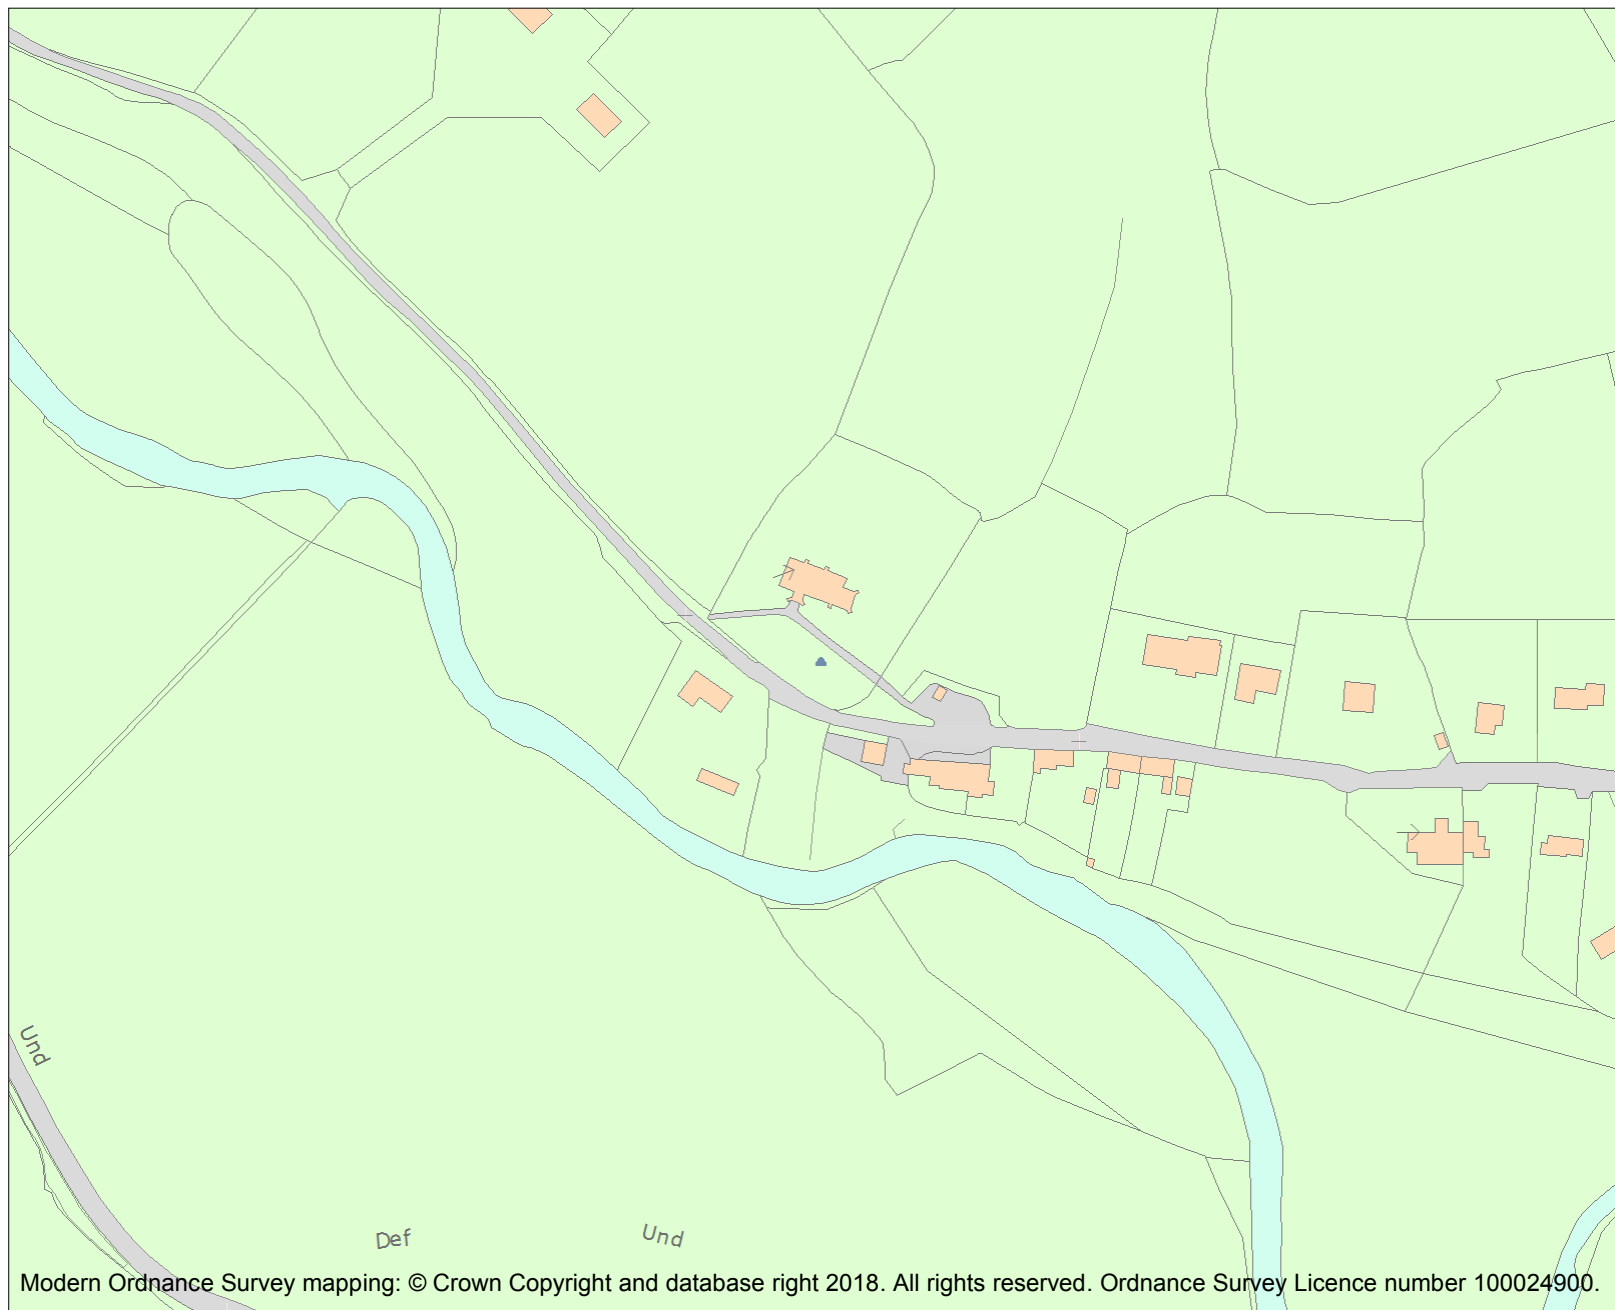 Und
Def
Und
Modern Ordnance Survey mapping: © Crown Copyright and database right 2018. All rights reserved. Ordnance Survey Licence number 100024900.